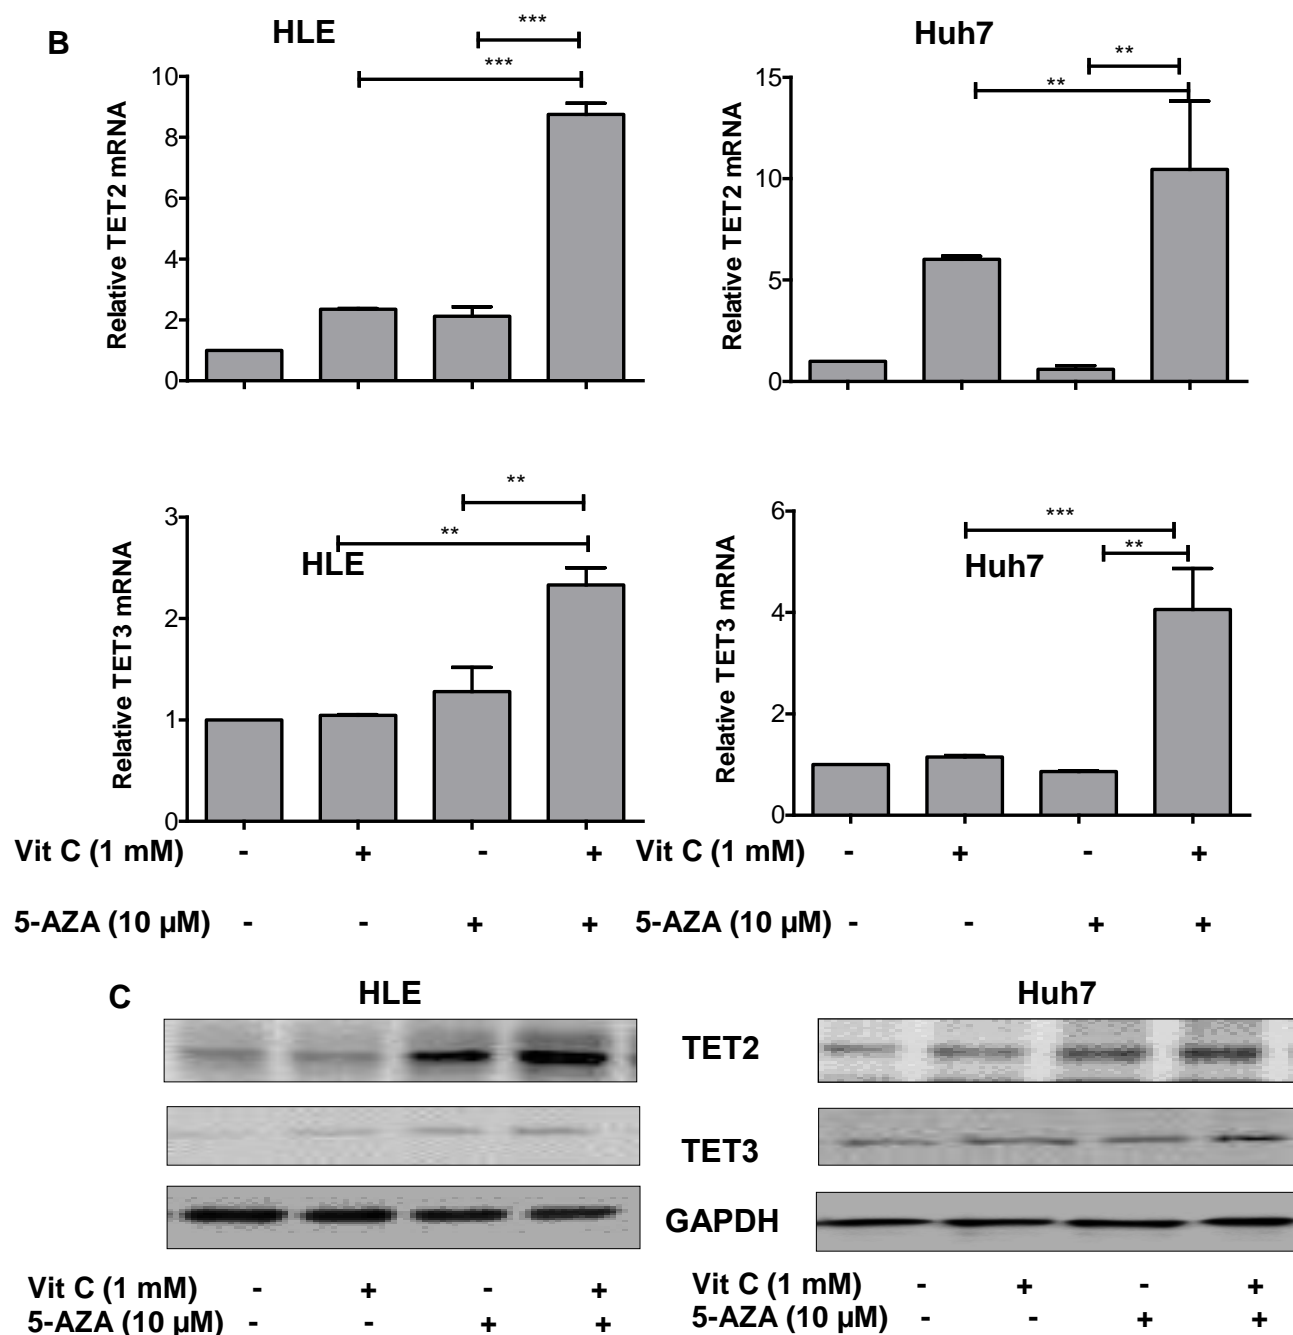 B
HLE
Huh7
***
***
**
**
Relative TET2 mRNA
10
8
6
4
2
0
Relative TET2 mRNA
15
10
5
0
**
**
HLE
Relative TET3 mRNA
3
2
1
0
***
**
Huh7
Relative TET3 mRNA
6
4
2
0
Vit C (1 mM) - + - +
Vit C (1 mM) - + - +
5-AZA (10 µM) - - + +
5-AZA (10 µM) - - + +
C
HLE
Huh7
TET2
TET3
GAPDH
Vit C (1 mM) - + - +
Vit C (1 mM) - + - +
5-AZA (10 µM) - - + +
5-AZA (10 µM) - - + +